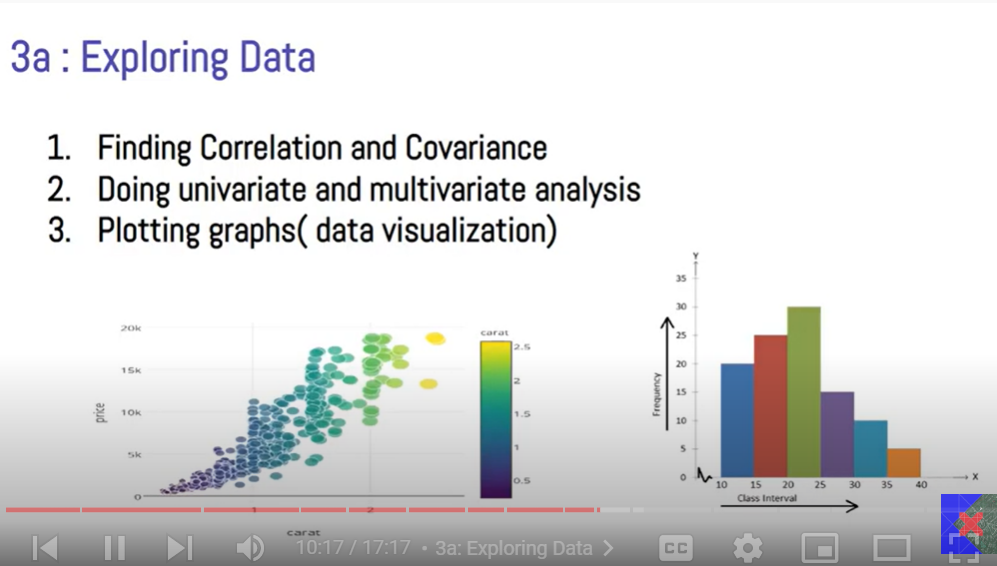 3a : Exploring Data
1. Finding Correlation and Covariance
2. Doing univariate and multivariate analysis
3. Plotting graphs( data visualization)
20k
15k
10k
5k
0
price
1
2
carat
carat
2.5
2
1.5
1
0.5
Y
35
30
25
20
15
10
5
0
Frequency
10 15 20 25 30 35 40
X
Class Interval
10:17 / 17:17 • 3a: Exploring Data
CC